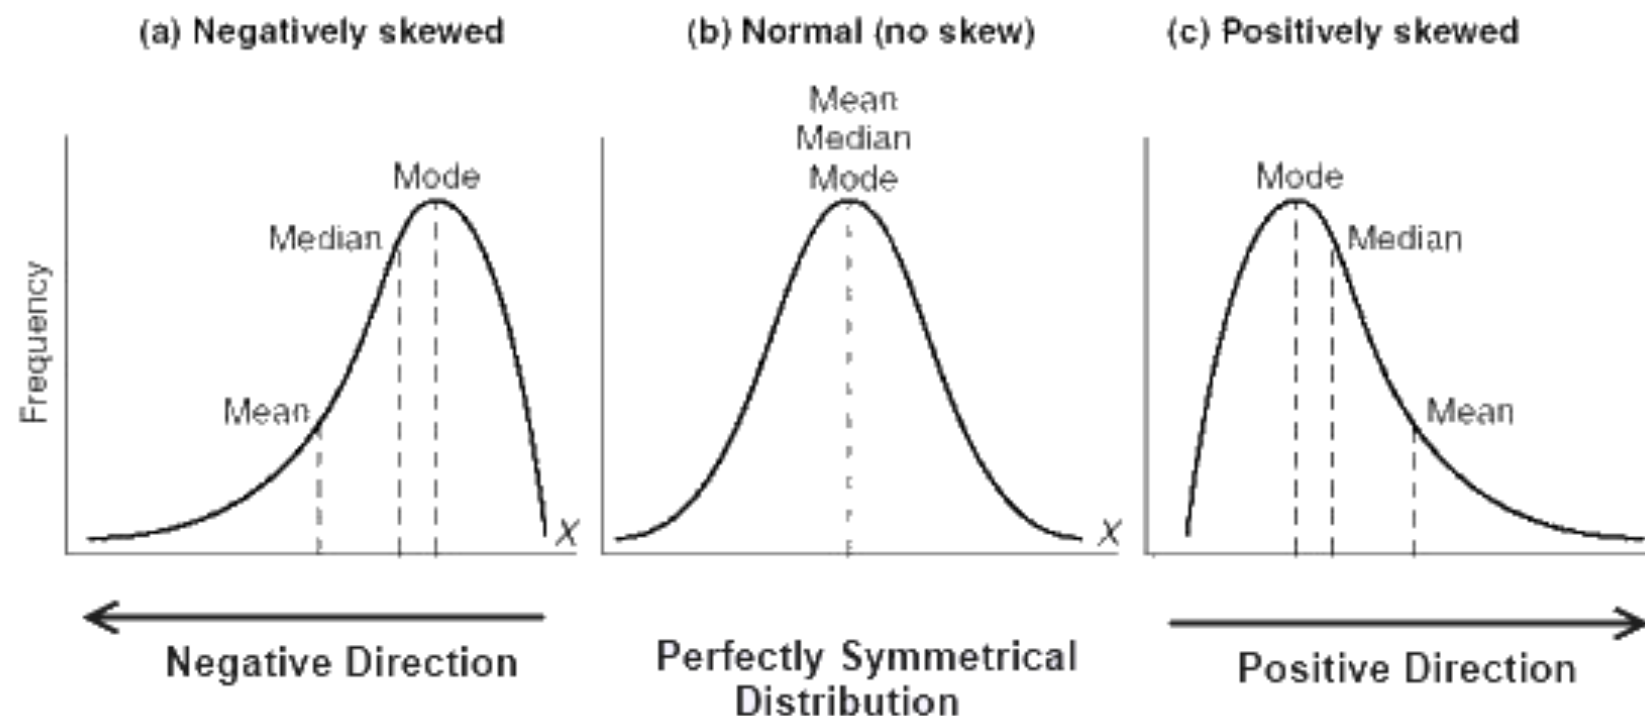 (a) Negatively skewed
(b) Normal (no skew)
(c) Positively skewed
Mean
Median
Mode
Mode
Median
Mean
Frequency
X
X
Mode
Median
Mean
Negative Direction
Perfectly Symmetrical
Distribution
Positive Direction